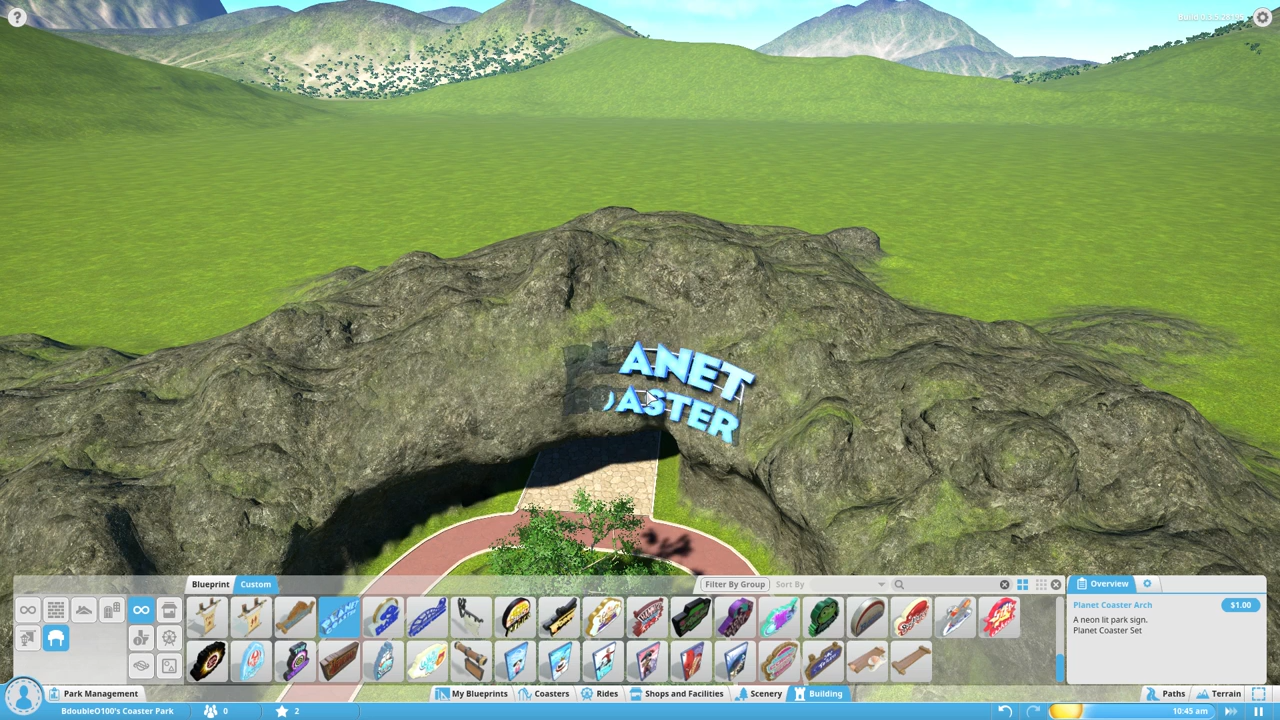 ANET
ASTER
Blueprint Custom
Filter By Group
Sort By
Overview
Planet Coaster Arch
$1.00
A neon lit park sign.
Planet Coaster Set
Park Management
My Blueprints
Coasters
Rides
Shops and Facilities
Scenery
Building
Paths
Terrain
BdoubleO100's Coaster Park
0
2
10:45 am